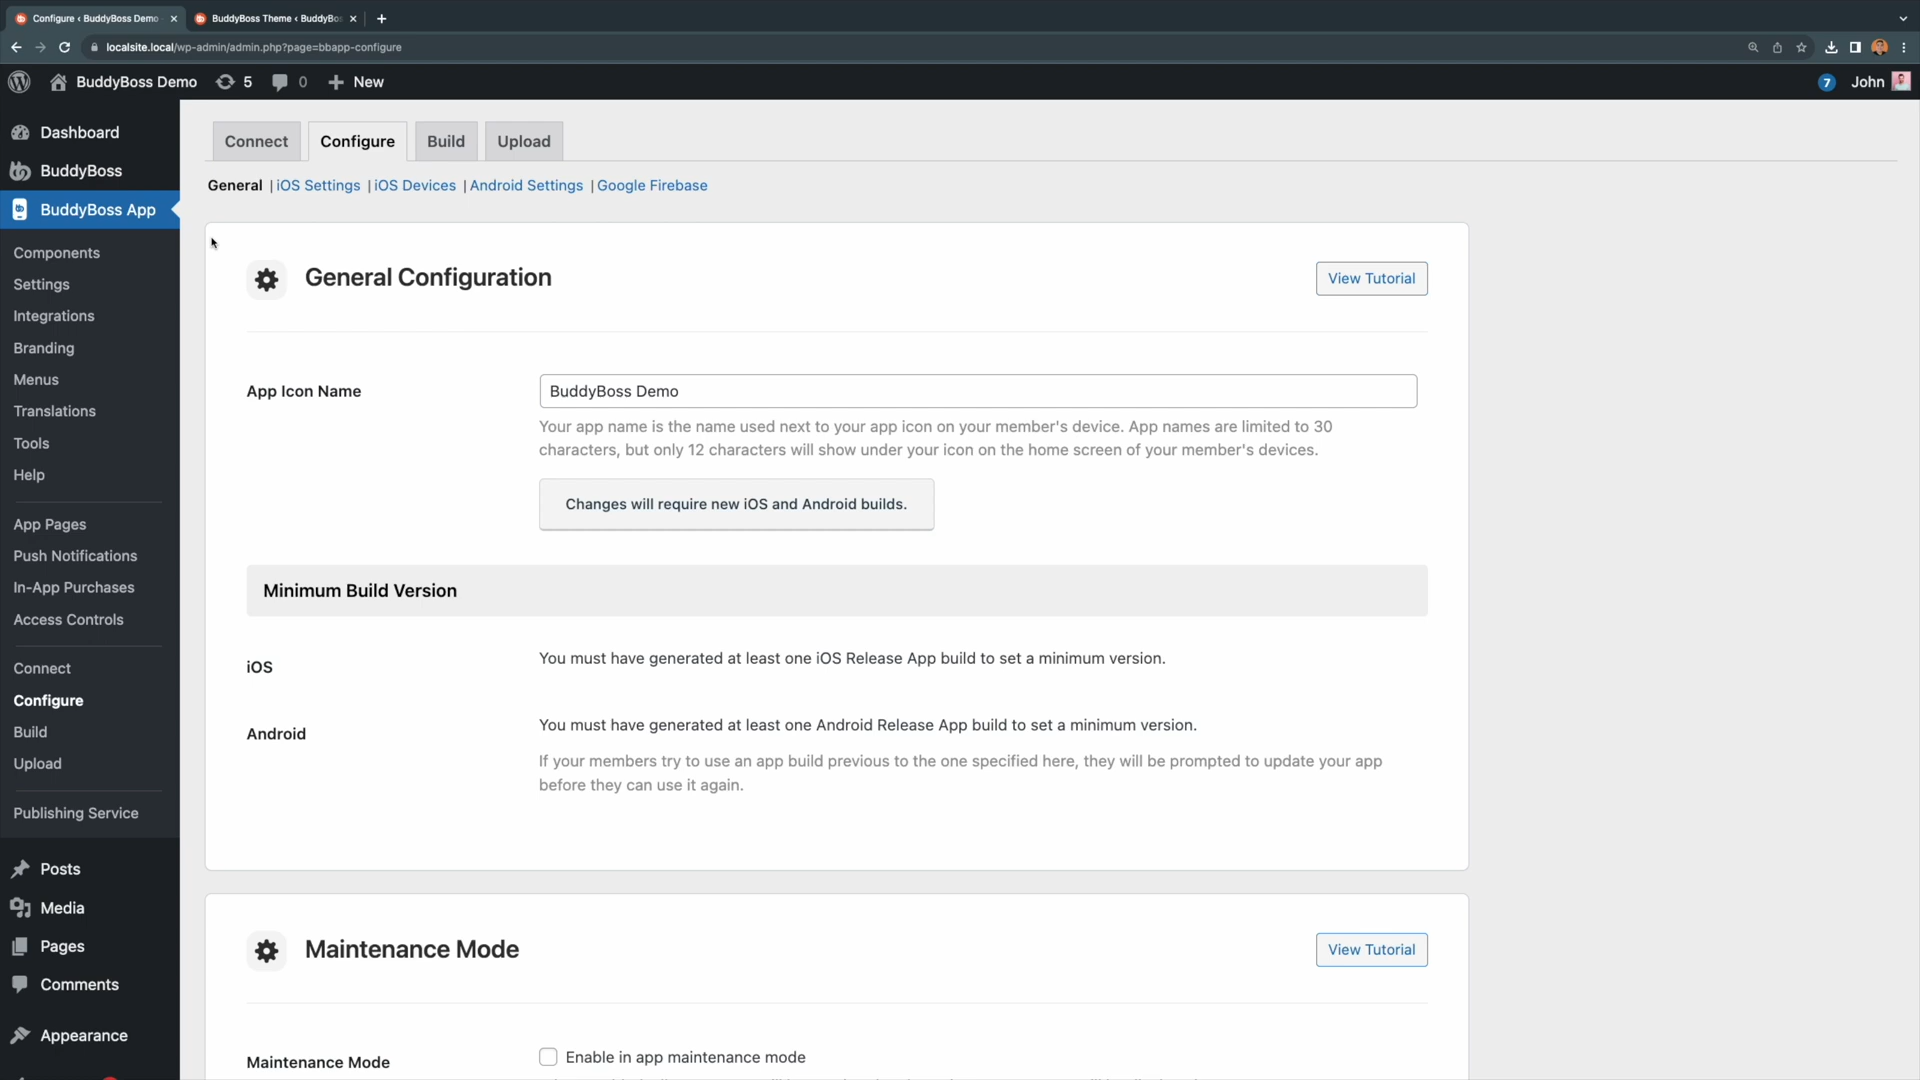 Configure ‹ BuddyBoss Demo
BuddyBoss Theme ‹ BuddyBos
localsite.local/wp-admin/admin.php?page=bbapp-configure
BuddyBoss Demo 5 0 New
7 John
Dashboard
BuddyBoss
BuddyBoss App
Components
Settings
Integrations
Branding
Menus
Translations
Tools
Help
App Pages
Push Notifications
In-App Purchases
Access Controls
Connect
Configure
Build
Upload
Publishing Service
Posts
Media
Pages
Comments
Appearance
Connect Configure Build Upload
General | iOS Settings | iOS Devices | Android Settings | Google Firebase
General Configuration
View Tutorial
App Icon Name
BuddyBoss Demo
Your app name is the name used next to your app icon on your member's device. App names are limited to 30
characters, but only 12 characters will show under your icon on the home screen of your member's devices.
Changes will require new iOS and Android builds.
Minimum Build Version
iOS
You must have generated at least one iOS Release App build to set a minimum version.
Android
You must have generated at least one Android Release App build to set a minimum version.
If your members try to use an app build previous to the one specified here, they will be prompted to update your app
before they can use it again.
Maintenance Mode
View Tutorial
Maintenance Mode
Enable in app maintenance mode